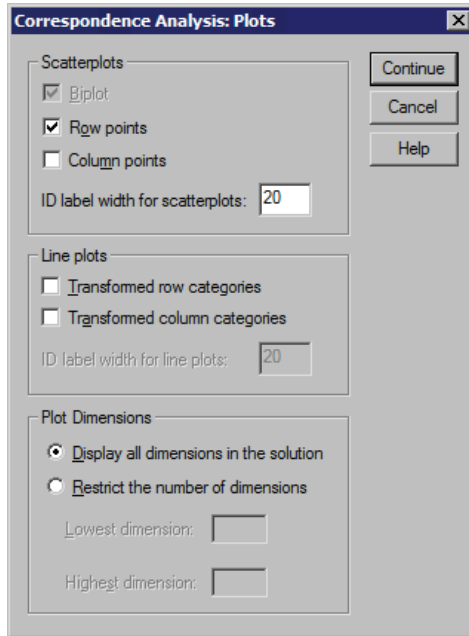 Correspondence Analysis: Plots
Scatterplots
Biplot
Row points
Column points
ID label width for scatterplots: 20
Continue
Cancel
Help
Line plots
Transformed row categories
Transformed column categories
ID label width for line plots: 20
Plot Dimensions
Display all dimensions in the solution
Restrict the number of dimensions
Lowest dimension:
Highest dimension: